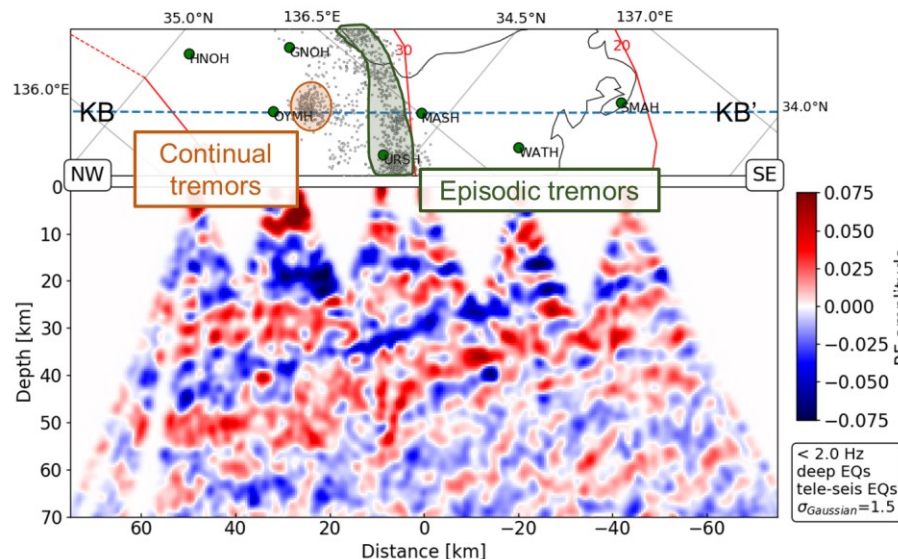 35.0°N
136.5°E
34.5°N
137.0°E
HNOH
GNOH
30
20
136.0°E
KB
OYMH
MASH
SMAH
KB’
34.0°N
URSH
WATH
NW
Continual
tremors
Episodic tremors
SE
0
10
20
30
40
50
60
70
Depth [km]
60
40
20
0
−20
−40
−60
Distance [km]
0.075
0.050
0.025
0.000
−0.025
−0.050
−0.075
< 2.0 Hz
deep EQs
tele-seis EQs
σGaussian=1.5